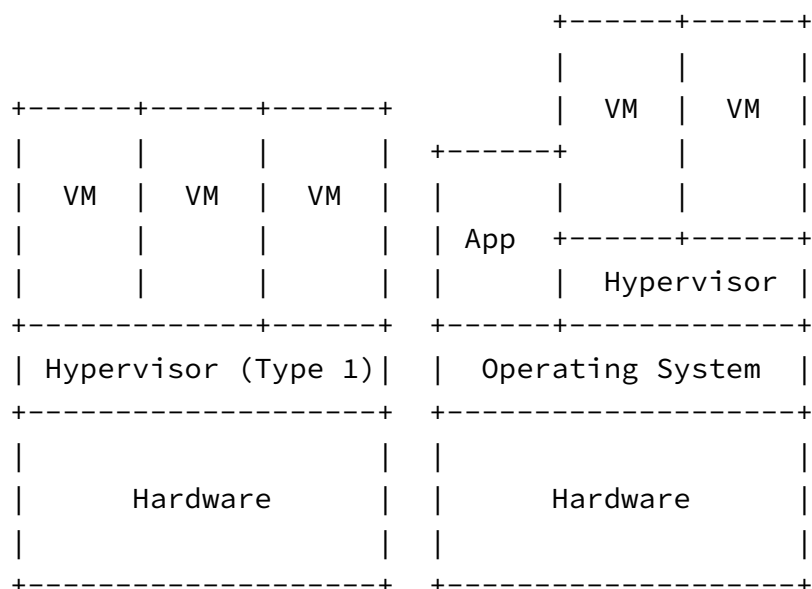 VM VM
VM VM VM
App
Hypervisor
Hypervisor (Type 1) Operating System
Hardware Hardware